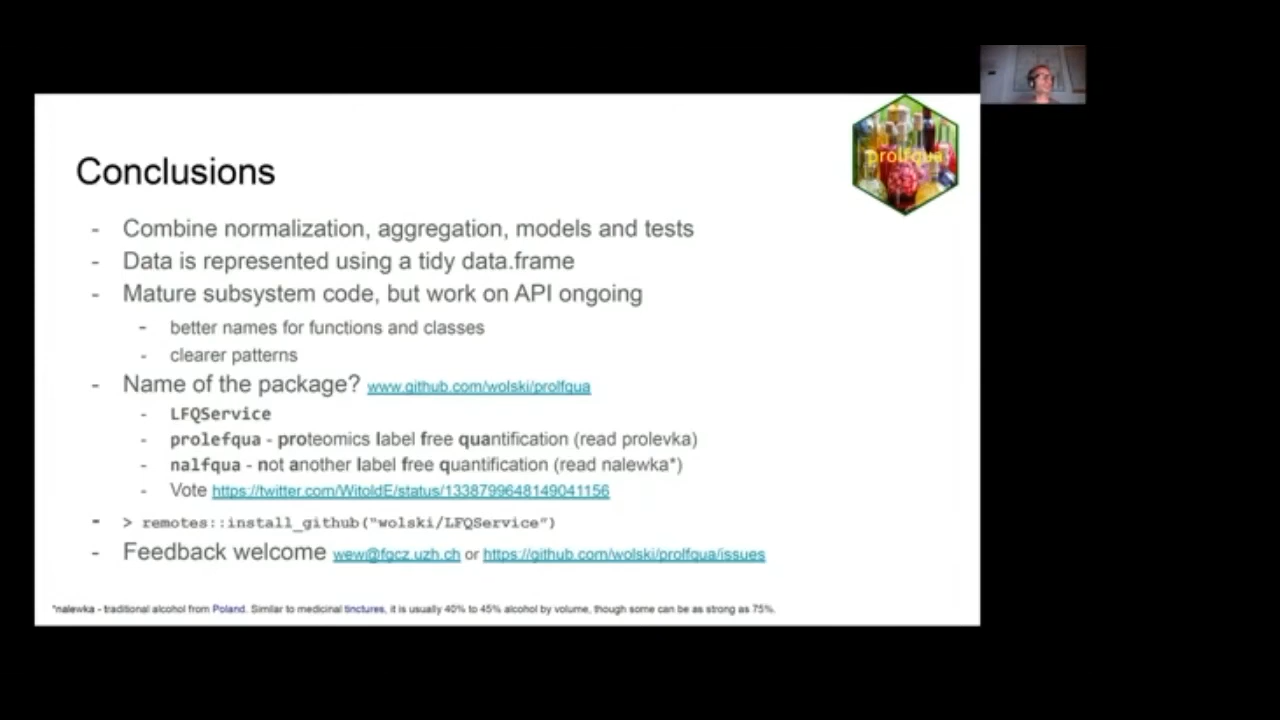 prolfqua
Conclusions
- Combine normalization, aggregation, models and tests
- Data is represented using a tidy data.frame
- Mature subsystem code, but work on API ongoing
- better names for functions and classes
- clearer patterns
- Name of the package? www.github.com/wolski/prolfqua
- LFQService
- prolefqua - proteomics label free quantification (read prolevka)
- nalfqua - not another label free quantification (read nalewka*)
- Vote https://twitter.com/WitoldE/status/1338799648149041156
- > remotes::install_github("wolski/LFQService")
- Feedback welcome wew@fgcz.uzh.ch or https://github.com/wolski/prolfqua/issues
*nalewka - traditional alcohol from Poland. Similar to medicinal tinctures, it is usually 40% to 45% alcohol by volume, though some can be as strong as 75%.